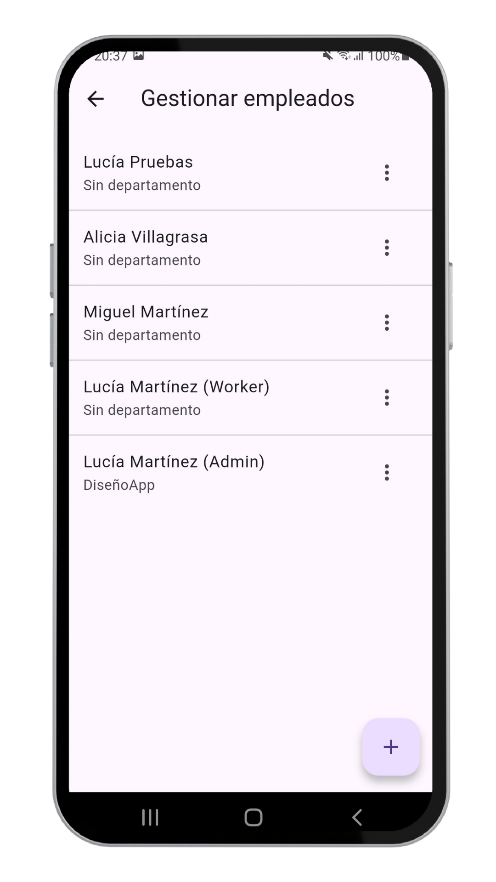 20:37 100%
Gestionar empleados
Lucía Pruebas
Sin departamento
Alicia Villagrasa
Sin departamento
Miguel Martínez
Sin departamento
Lucía Martínez (Worker)
Sin departamento
Lucía Martínez (Admin)
DiseñoApp
+